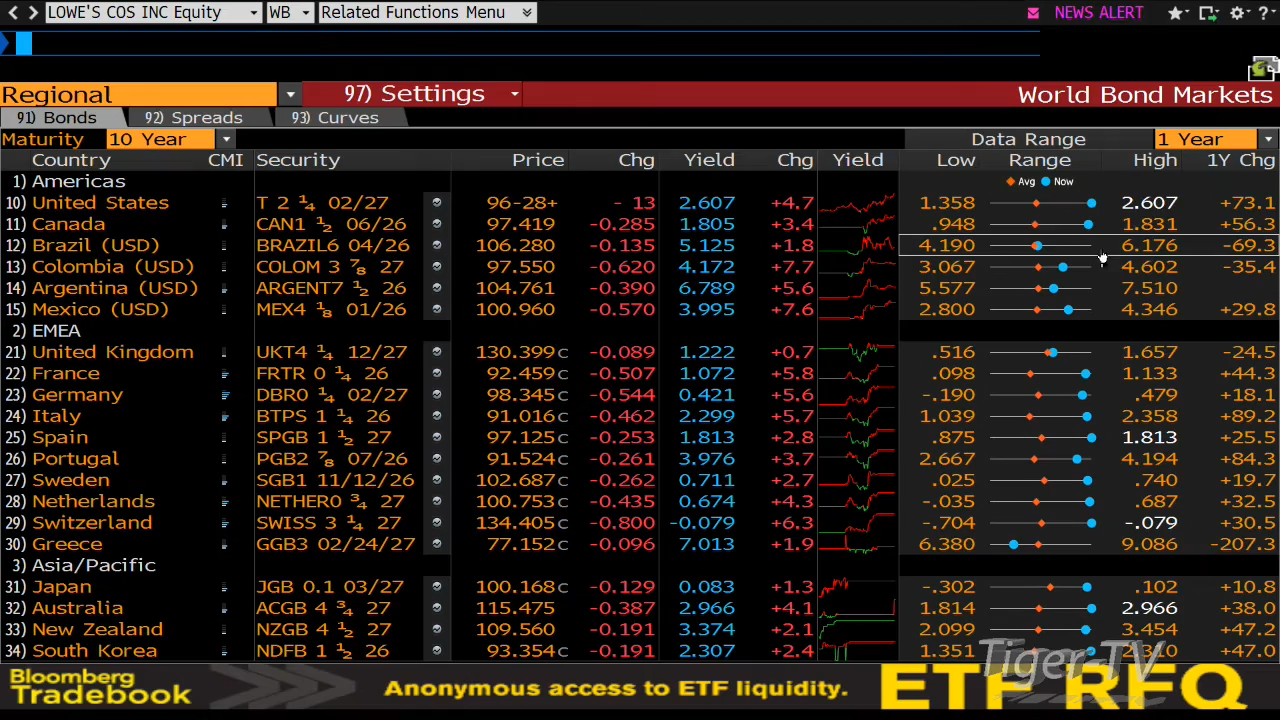 LOWE'S COS INC Equity WB Related Functions Menu NEWS ALERT ?
Regional 97) Settings World Bond Markets
91) Bonds 92) Spreads 93) Curves
Maturity 10 Year Data Range 1 Year
Country CMI Security Price Chg Yield Chg Yield Low Range High 1Y Chg
1) Americas Avg Now
10) United States T 2 ¼ 02/27 96-28+ - 13 2.607 +4.7 1.358 2.607 +73.1
11) Canada CAN1 ½ 06/26 97.419 -0.285 1.805 +3.4 .948 1.831 +56.3
12) Brazil (USD) BRAZIL6 04/26 106.280 -0.135 5.125 +1.8 4.190 6.176 -69.3
13) Colombia (USD) COLOM 3 ⅞ 27 97.550 -0.620 4.172 +7.7 3.067 4.602 -35.4
14) Argentina (USD) ARGENT7 ½ 26 104.761 -0.390 6.789 +5.6 5.577 7.510
15) Mexico (USD) MEX4 ⅛ 01/26 100.960 -0.570 3.995 +7.6 2.800 4.346 +29.8
2) EMEA
21) United Kingdom UKT4 ¼ 12/27 130.399c -0.089 1.222 +0.7 .516 1.657 -24.5
22) France FRTR 0 ¼ 26 92.459c -0.507 1.072 +5.8 .098 1.133 +44.3
23) Germany DBR0 ¼ 02/27 98.345c -0.544 0.421 +5.6 -.190 .479 +18.1
24) Italy BTPS 1 ¼ 26 91.016c -0.462 2.299 +5.7 1.039 2.358 +89.2
25) Spain SPGB 1 ½ 27 97.125c -0.253 1.813 +2.8 .875 1.813 +25.5
26) Portugal PGB2 ⅞ 07/26 91.524c -0.261 3.976 +3.7 2.667 4.194 +84.3
27) Sweden SGB1 11/12/26 102.687c -0.262 0.711 +2.7 .025 .740 +19.7
28) Netherlands NETHER0 ¾ 27 100.753c -0.435 0.674 +4.3 -.035 .687 +32.5
29) Switzerland SWISS 3 ¼ 27 134.405c -0.800 -0.079 +6.3 -.704 -.079 +30.5
30) Greece GGB3 02/24/27 77.152c -0.096 7.013 +1.9 6.380 9.086 -207.3
3) Asia/Pacific
31) Japan JGB 0.1 03/27 100.168c -0.129 0.083 +1.3 -.302 .102 +10.8
32) Australia ACGB 4 ¾ 27 115.475 -0.387 2.966 +4.1 1.814 2.966 +38.0
33) New Zealand NZGB 4 ½ 27 109.560 -0.191 3.374 +2.1 2.099 3.454 +47.2
34) South Korea NDFB 1 ½ 26 93.354c -0.191 2.307 +2.4 1.351 +47.0
Tiger-TV
Bloomberg
Tradebook
Anonymous access to ETF liquidity.
ETF RFQ